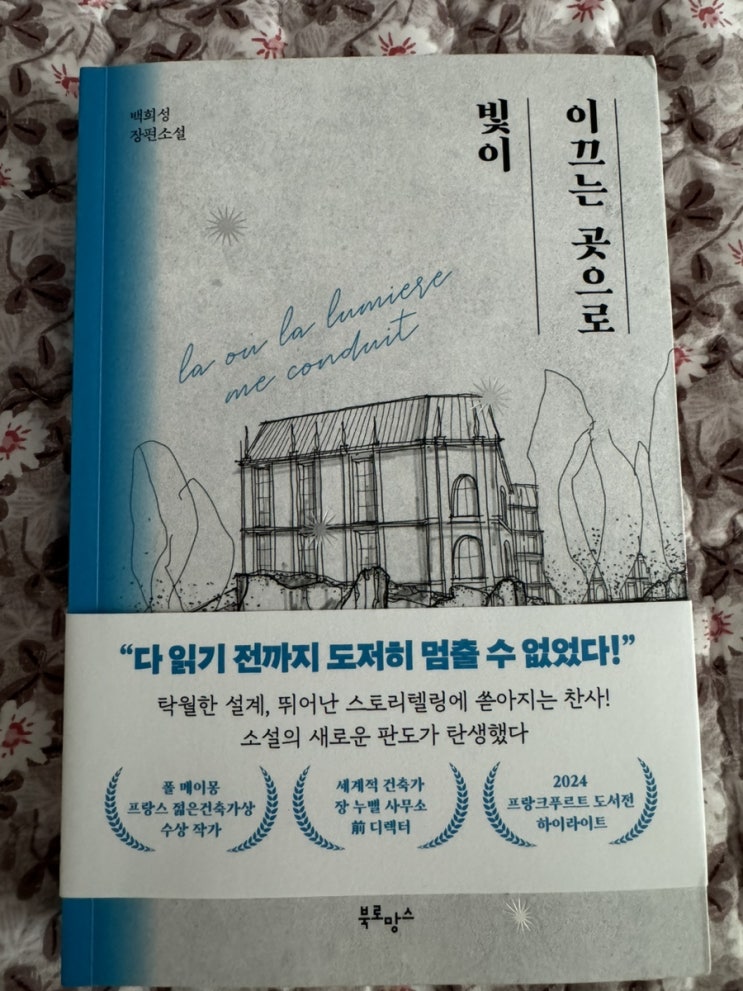 백희성
장편소설
빛이
이끄는 곳으로
la ou la lumiere
me conduit
“다 읽기 전까지 도저히 멈출 수 없었다!”
탁월한 설계, 뛰어난 스토리텔링에 쏟아지는 찬사!
소설의 새로운 판도가 탄생했다
폴 메이몽
프랑스 젊은건축가상
수상 작가
세계적 건축가
장 누벨 사무소
前 디렉터
2024
프랑크푸르트 도서전
하이라이트
북로망스